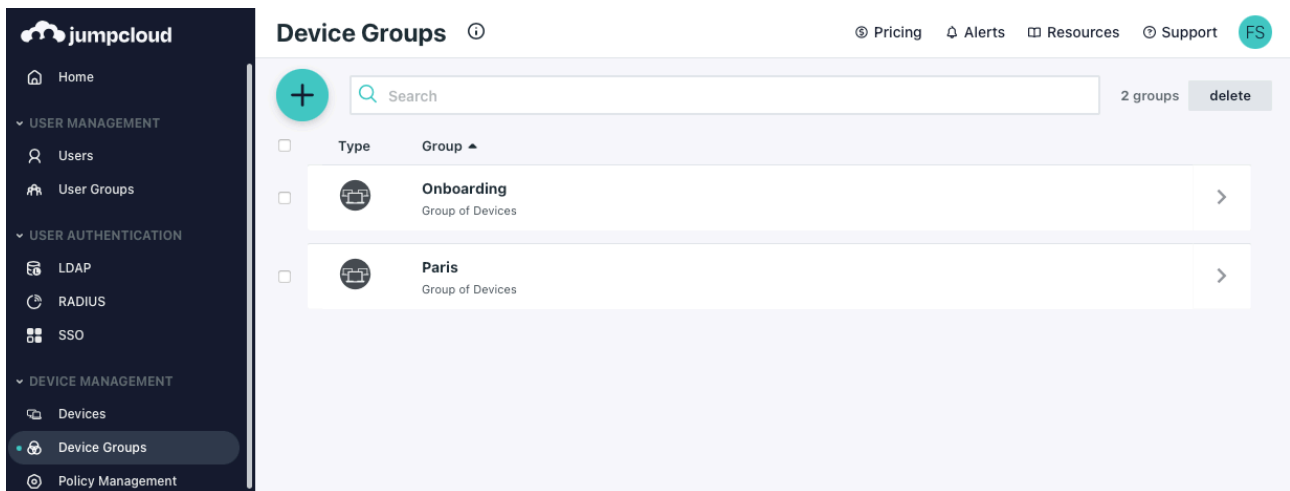 jumpcloud
Home
USER MANAGEMENT
Users
User Groups
USER AUTHENTICATION
LDAP
RADIUS
SSO
DEVICE MANAGEMENT
Devices
Device Groups
Policy Management
Device Groups
Pricing Alerts Resources Support FS
Search
2 groups delete
Type Group
Onboarding
Group of Devices
Paris
Group of Devices